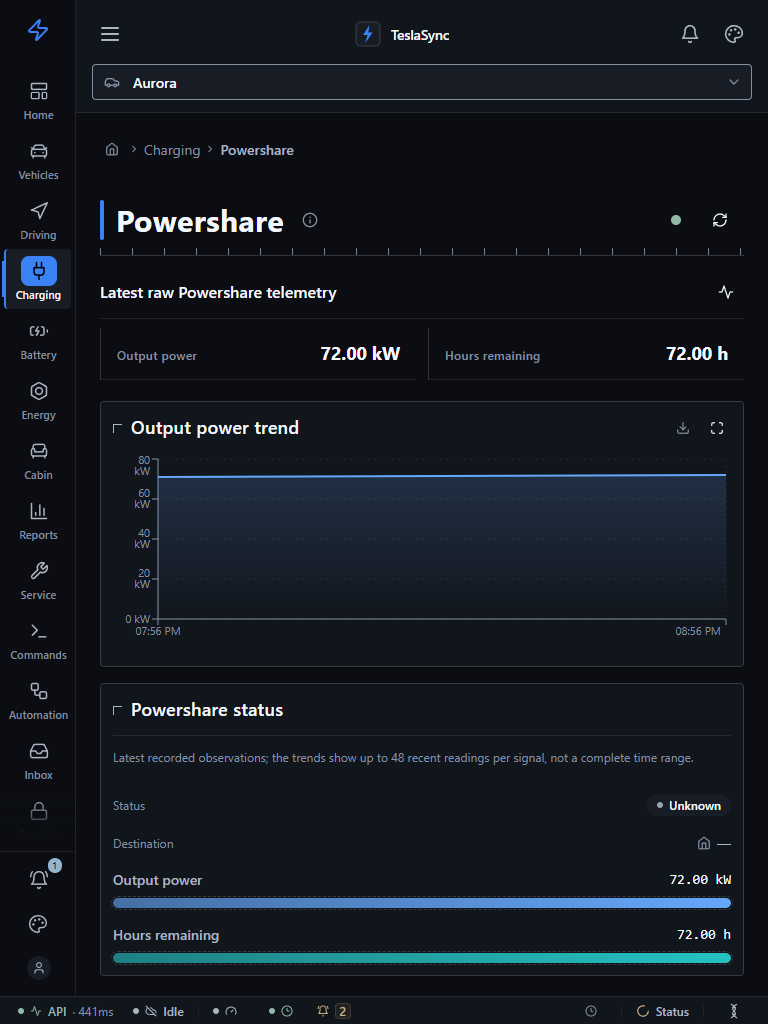 TeslaSync
Aurora
Home
Vehicles
Driving
Charging
Battery
Energy
Cabin
Reports
Service
Commands
Automation
Inbox
1
Charging
Powershare
Powershare
Latest raw Powershare telemetry
Output power
72.00 kW
Hours remaining
72.00 h
Output power trend
80 kW
60 kW
40 kW
20 kW
0 kW
07:56 PM
08:56 PM
Powershare status
Latest recorded observations; the trends show up to 48 recent readings per signal, not a complete time range.
Status
Unknown
Destination
—
Output power
72.00 kW
Hours remaining
72.00 h
API · 441ms
Idle
2
Status